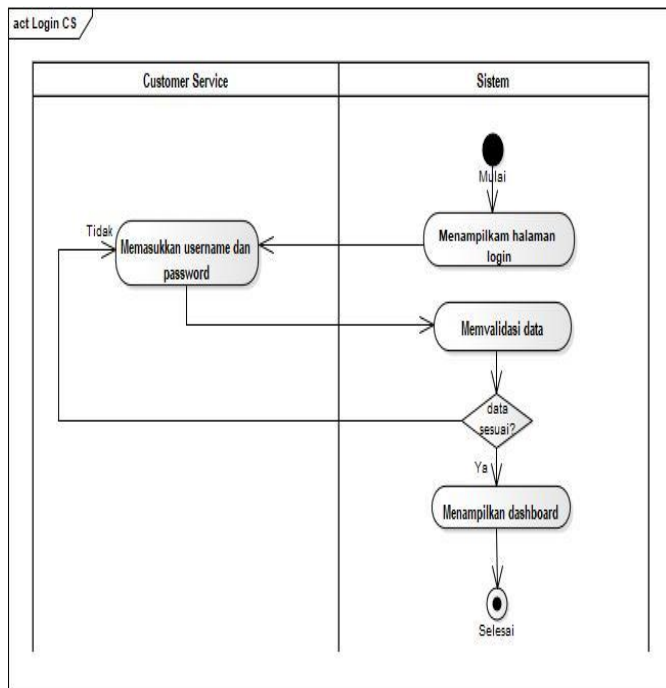 act Login CS
Customer Service
Sistem
Mulai
Menampilkam halaman
login
Tidak
Memasukkan username dan
password
Memvalidasi data
data
sesuai?
Ya
Menampilkan dashboard
Selesai